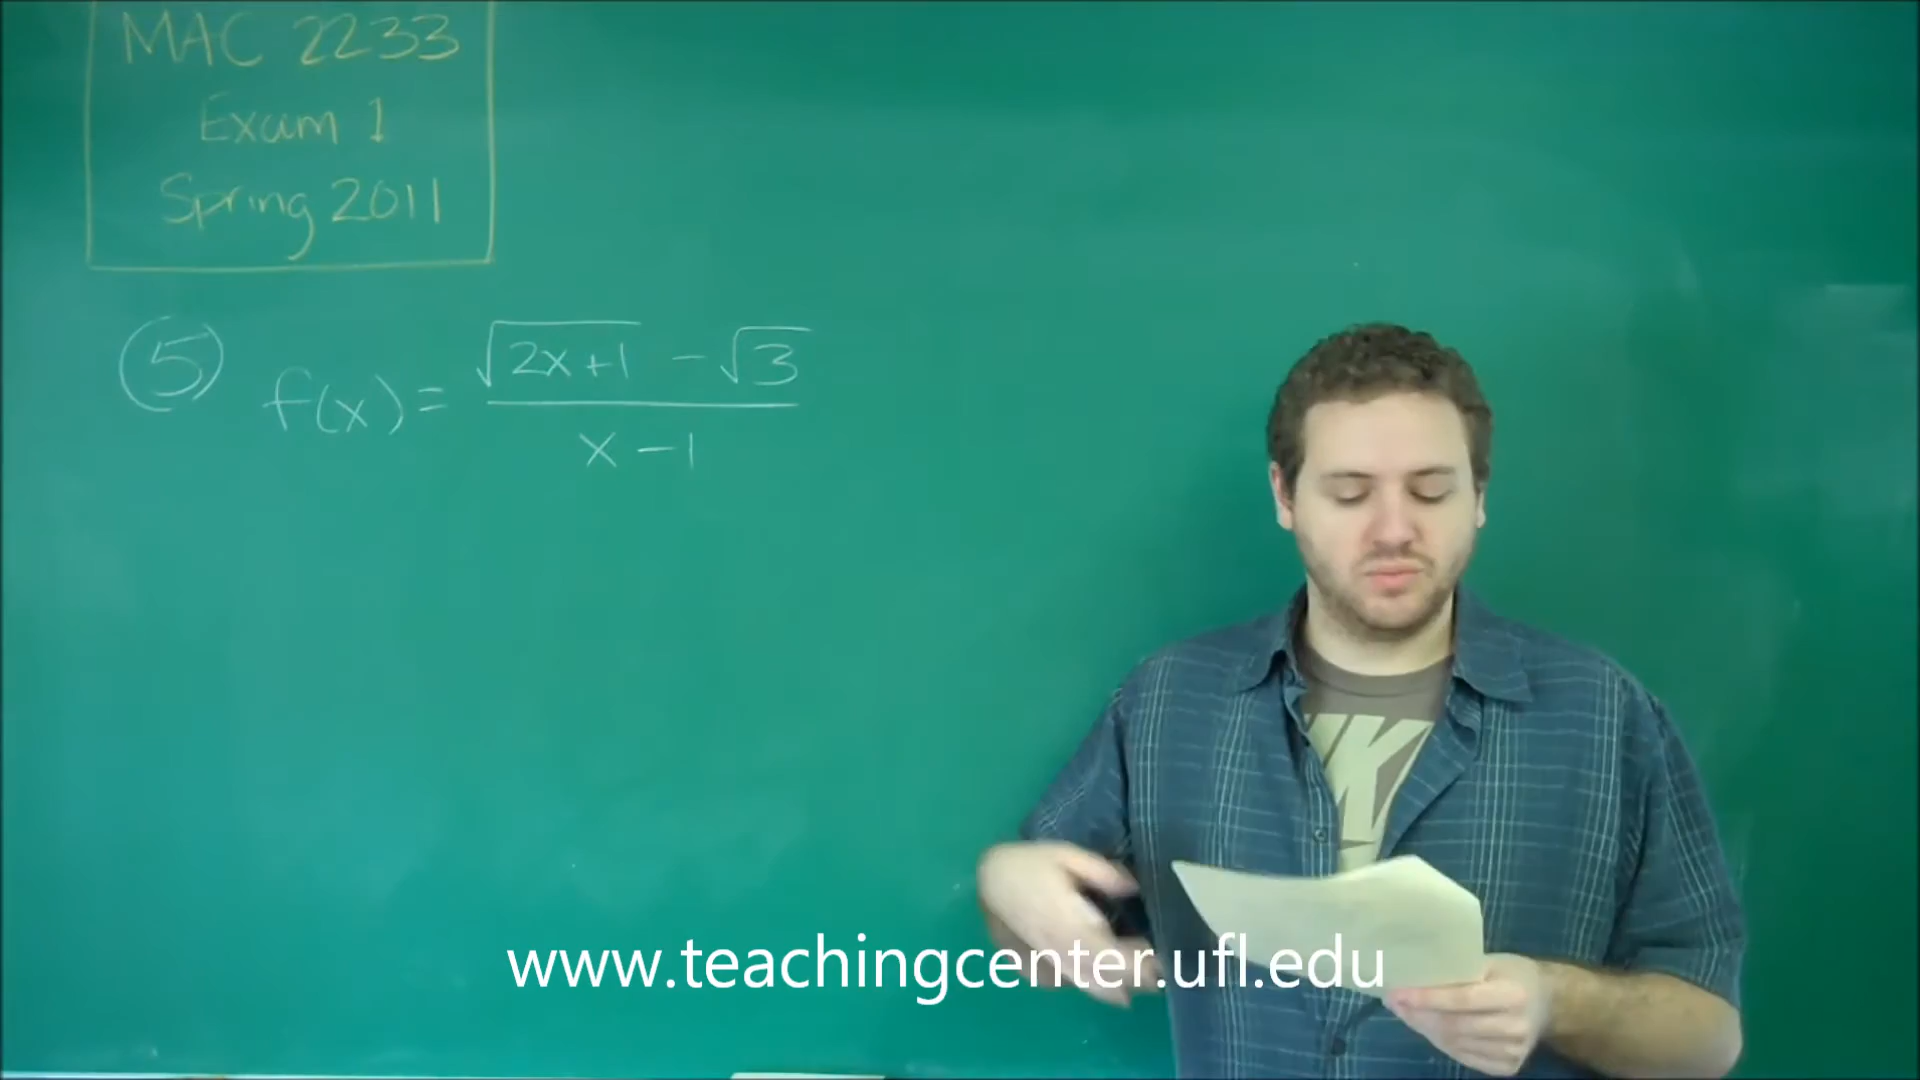 MAC 2233
Exam 1
Spring 2011
5 f(x) = √2x+1 - √3
x - 1
www.teachingcenter.ufl.edu